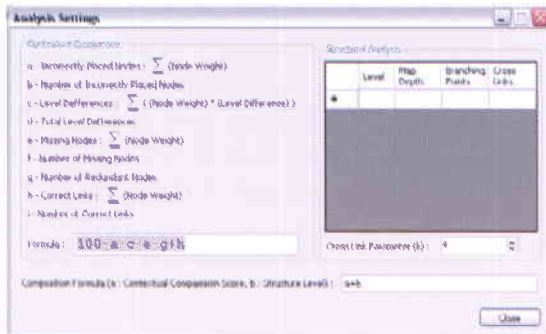 Analysis Settings
Contextual Comparison
a - Incorrectly Placed Nodes : ∑ (Node Weight)
b - Number of Incorrectly Placed Nodes
c - Level Differences : ∑ ( (Node Weight) * (Level Difference) )
d - Total Level Differences
e - Missing Nodes : ∑ (Node Weight)
f - Number of Missing Nodes
g - Number of Redundant Nodes
h - Correct Links : ∑ (Node Weight)
i - Number of Correct Links
Formula : 100-a-c-e-g+h
Structural Analysis
Level Map Depths Branching Points Cross Links
Cross Link Parameter (k) :
Composition Formula (a : Contextual Comparison Score, b : Structure Level) : a+b
Close